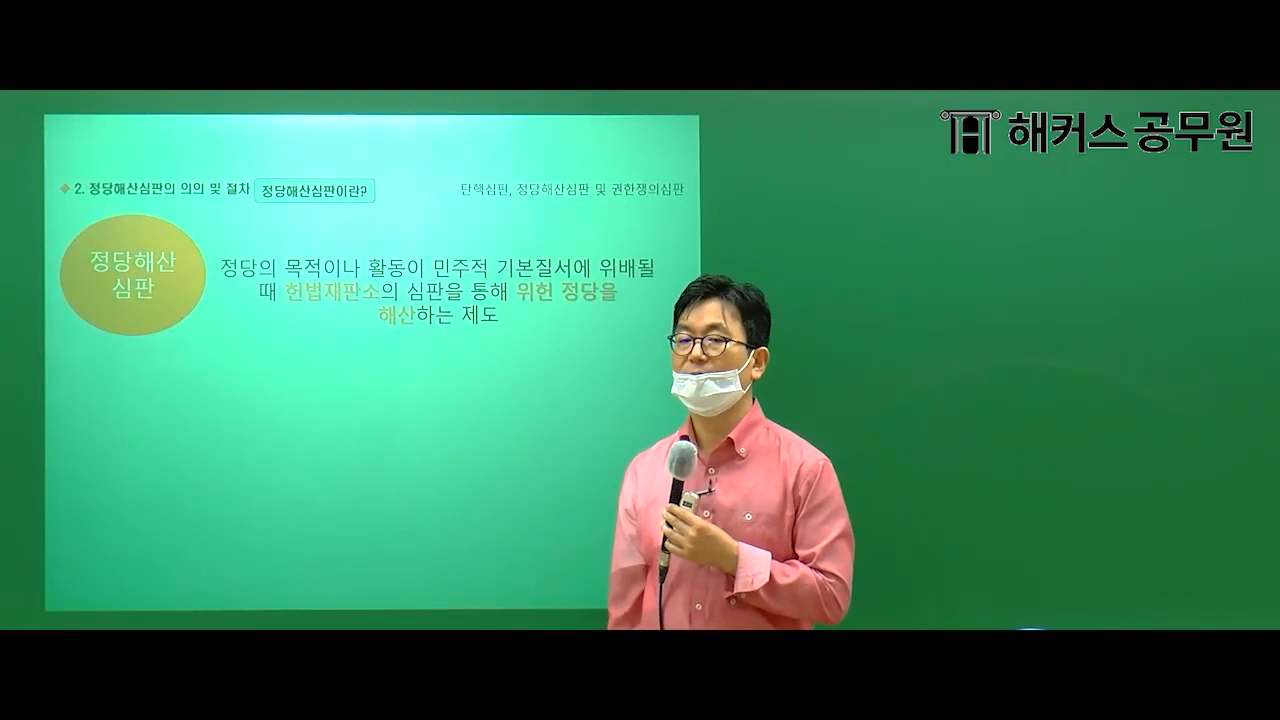 해커스 공무원
◆ 2. 정당해산심판의 의의 및 절차 정당해산심판이란? 탄핵심판, 정당해산심판 및 권한쟁의심판
정당해산
심판
정당의 목적이나 활동이 민주적 기본질서에 위배될
때 헌법재판소의 심판을 통해 위헌 정당을
해산하는 제도